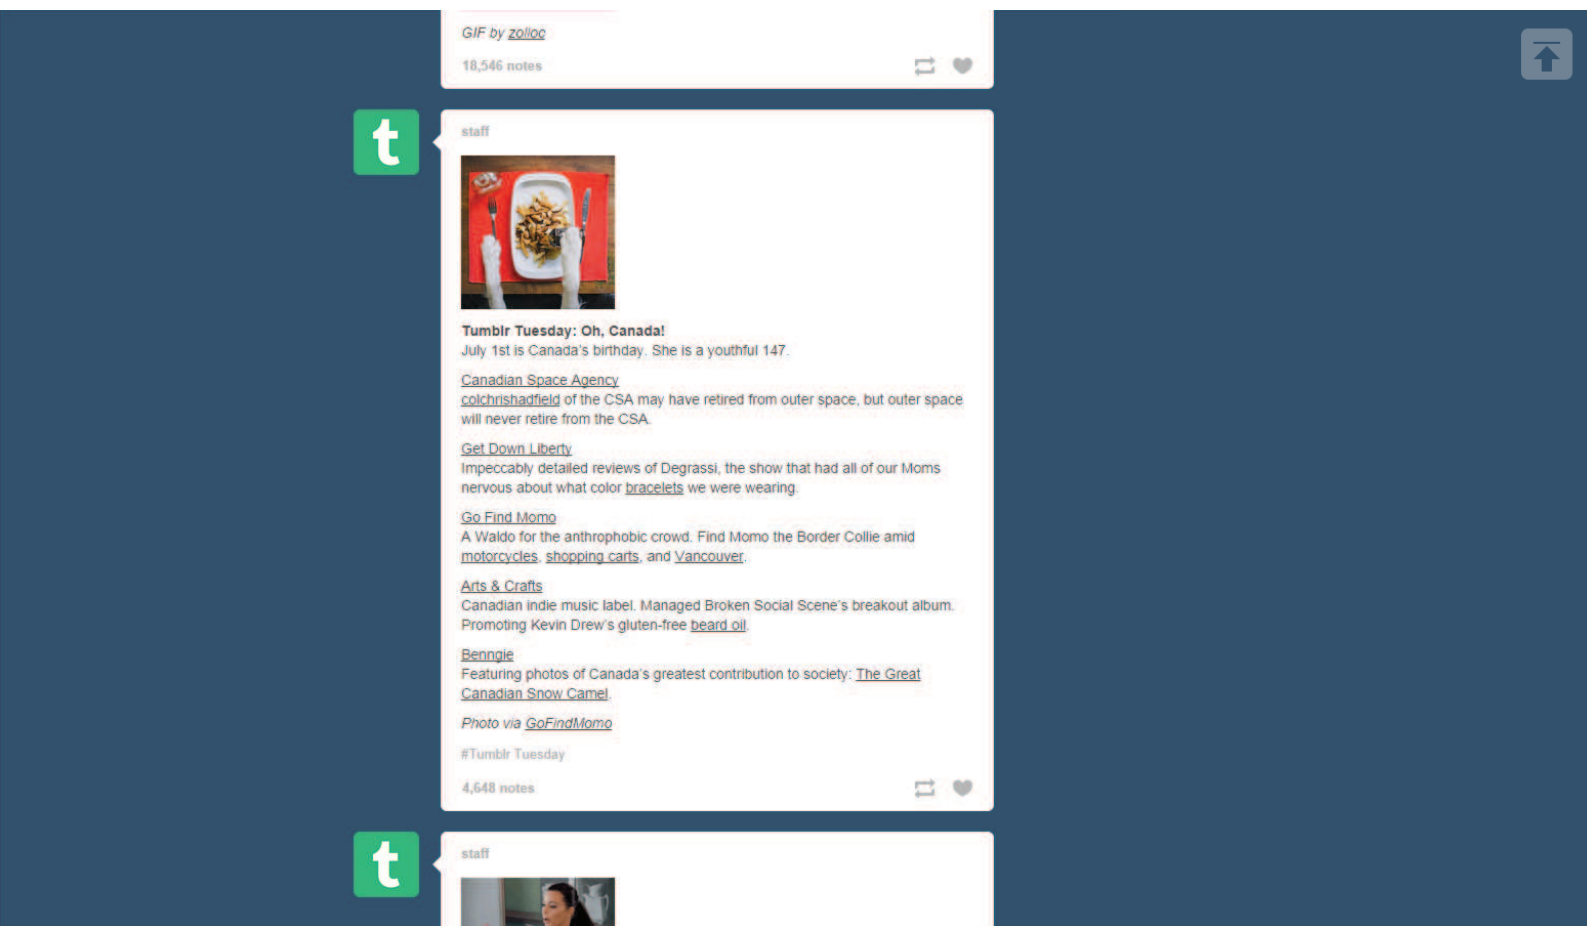 GIF by zolloc
18,546 notes
t
staff
Tumblr Tuesday: Oh, Canada!
July 1st is Canada's birthday. She is a youthful 147.
Canadian Space Agency
colchrishadfield of the CSA may have retired from outer space, but outer space
will never retire from the CSA.
Get Down Liberty
Impeccably detailed reviews of Degrassi, the show that had all of our Moms
nervous about what color bracelets we were wearing.
Go Find Momo
A Waldo for the anthrophobic crowd. Find Momo the Border Collie amid
motorcycles, shopping carts, and Vancouver.
Arts & Crafts
Canadian indie music label. Managed Broken Social Scene's breakout album.
Promoting Kevin Drew's gluten-free beard oil.
Benngie
Featuring photos of Canada's greatest contribution to society: The Great
Canadian Snow Camel.
Photo via GoFindMomo
#Tumblr Tuesday
4,648 notes
t
staff